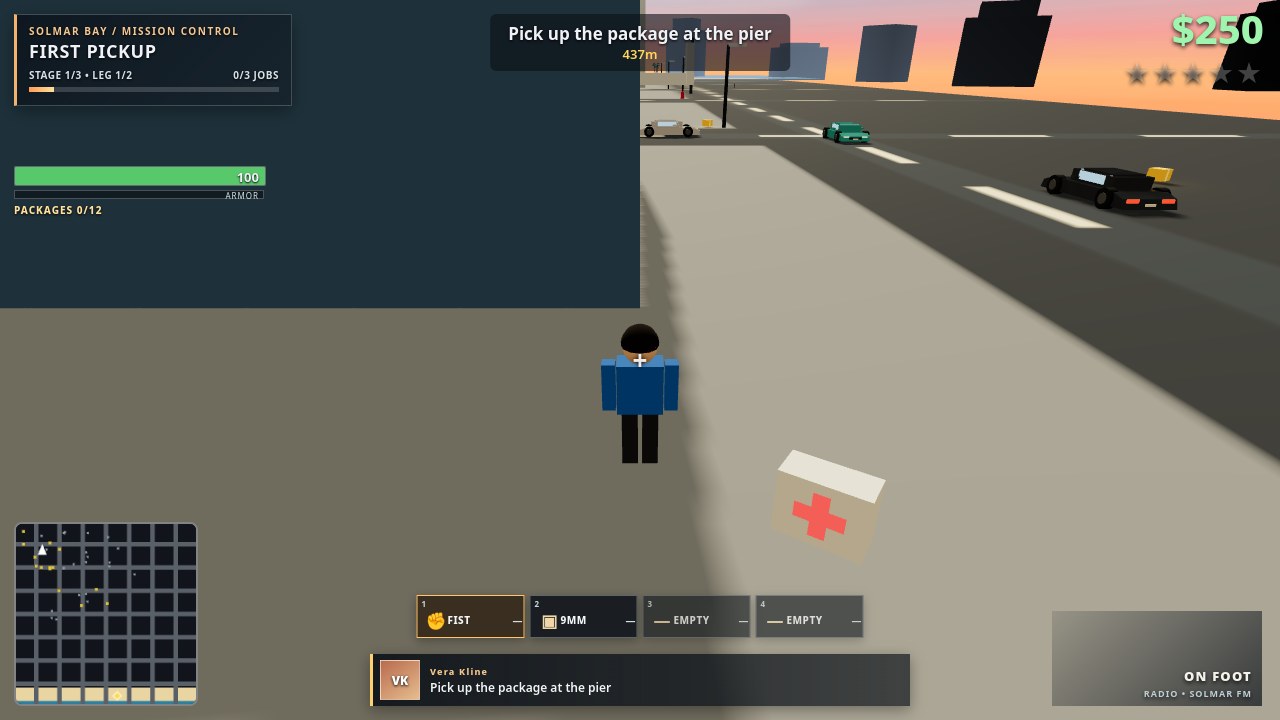 SOLMAR BAY / MISSION CONTROL
FIRST PICKUP
STAGE 1/3 • LEG 1/2 0/3 JOBS
Pick up the package at the pier
437m
$250
100
ARMOR
PACKAGES 0/12
1 FIST —
2 9MM —
3 — EMPTY —
4 — EMPTY —
VK
Vera Kline
Pick up the package at the pier
ON FOOT
RADIO • SOLMAR FM